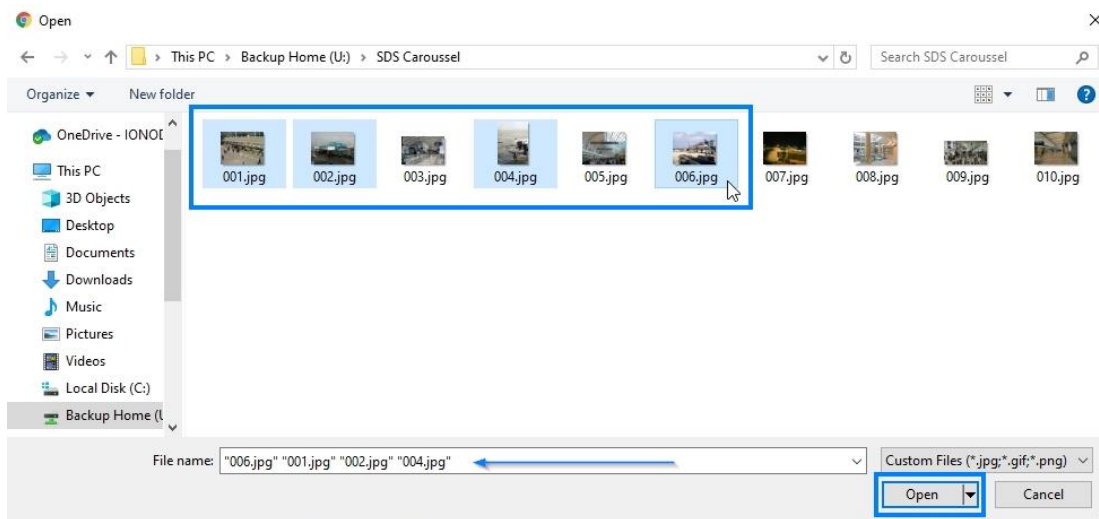 Open
This PC > Backup Home (U:) > SDS Caroussel
Search SDS Caroussel
Organize
New folder
OneDrive - IONOD
This PC
3D Objects
Desktop
Documents
Downloads
Music
Pictures
Videos
Local Disk (C:)
Backup Home (U
001.jpg 002.jpg 003.jpg 004.jpg 005.jpg 006.jpg 007.jpg 008.jpg 009.jpg 010.jpg
File name: "006.jpg" "001.jpg" "002.jpg" "004.jpg"
Custom Files (*.jpg;*.gif;*.png)
Open
Cancel